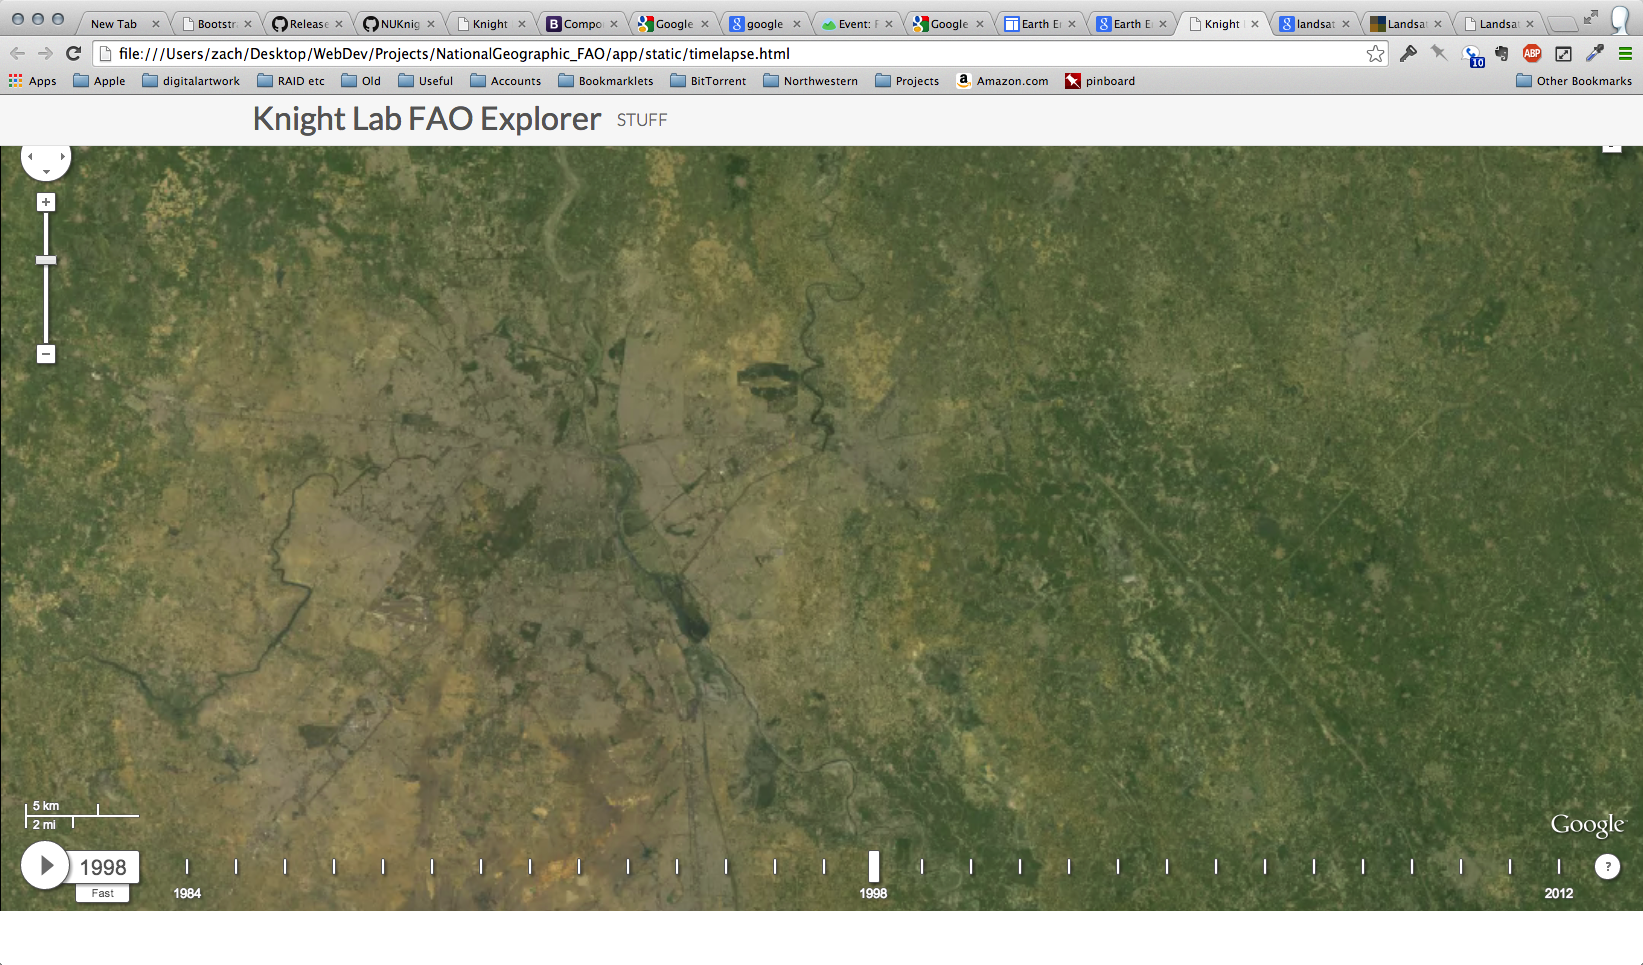 New Tab
Bootstr
Release
NUKnig
Knight
Compo
Google
google
Event: F
Google
Earth E
Earth E
Knight
landsat
Landsat
Landsat
file:///Users/zach/Desktop/WebDev/Projects/NationalGeographic_FAO/app/static/timelapse.html
10
ABP
Apps
Apple
digitalartwork
RAID etc
Old
Useful
Accounts
Bookmarklets
BitTorrent
Northwestern
Projects
Amazon.com
pinboard
Other Bookmarks
Knight Lab FAO Explorer STUFF
+
−
5 km
2 mi
Google
1998
Fast
1984
1998
2012
?